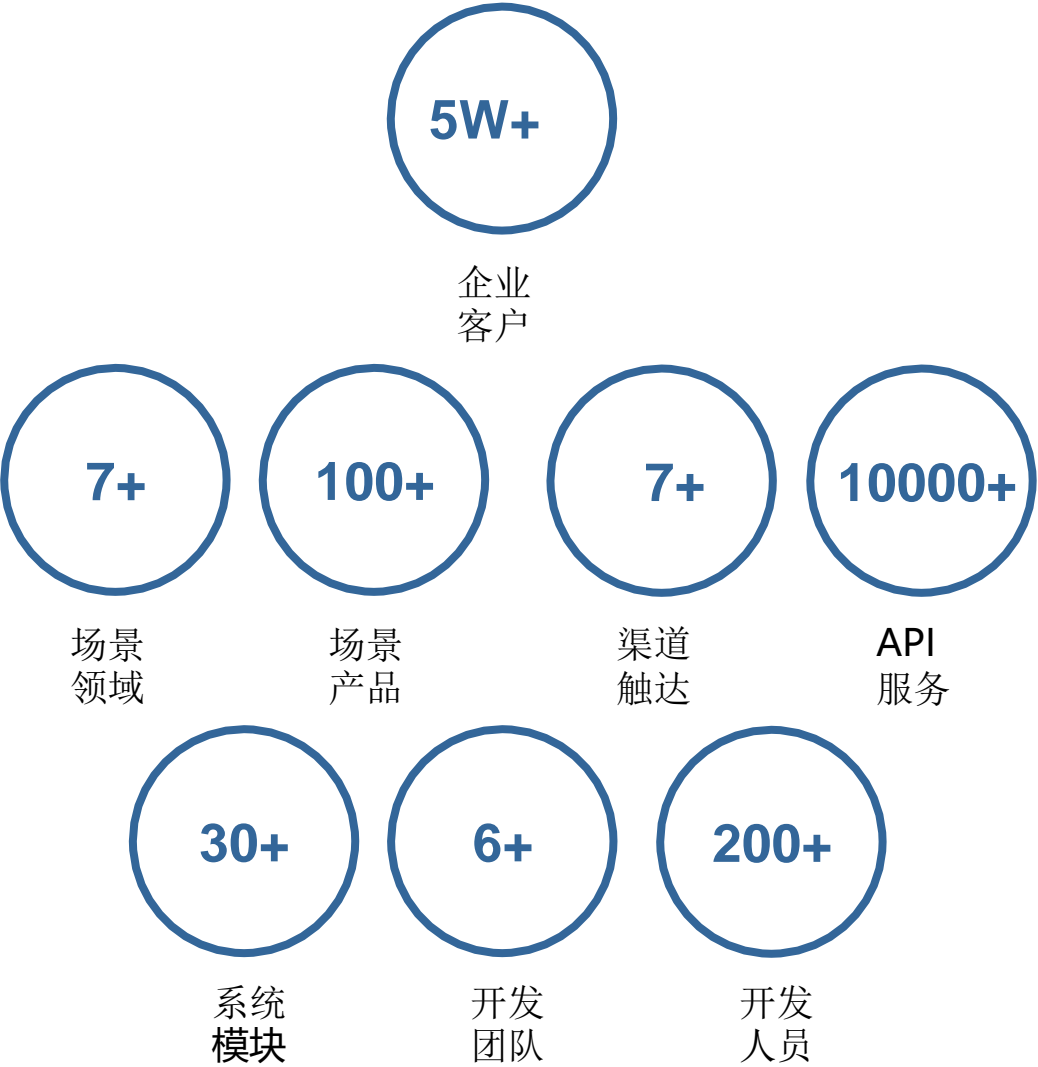 5W+
企业
客户
7+
100+
7+
10000+
场景
领域
场景
产品
渠道
触达
API
服务
30+
6+
200+
系统
模块
开发
团队
开发
人员